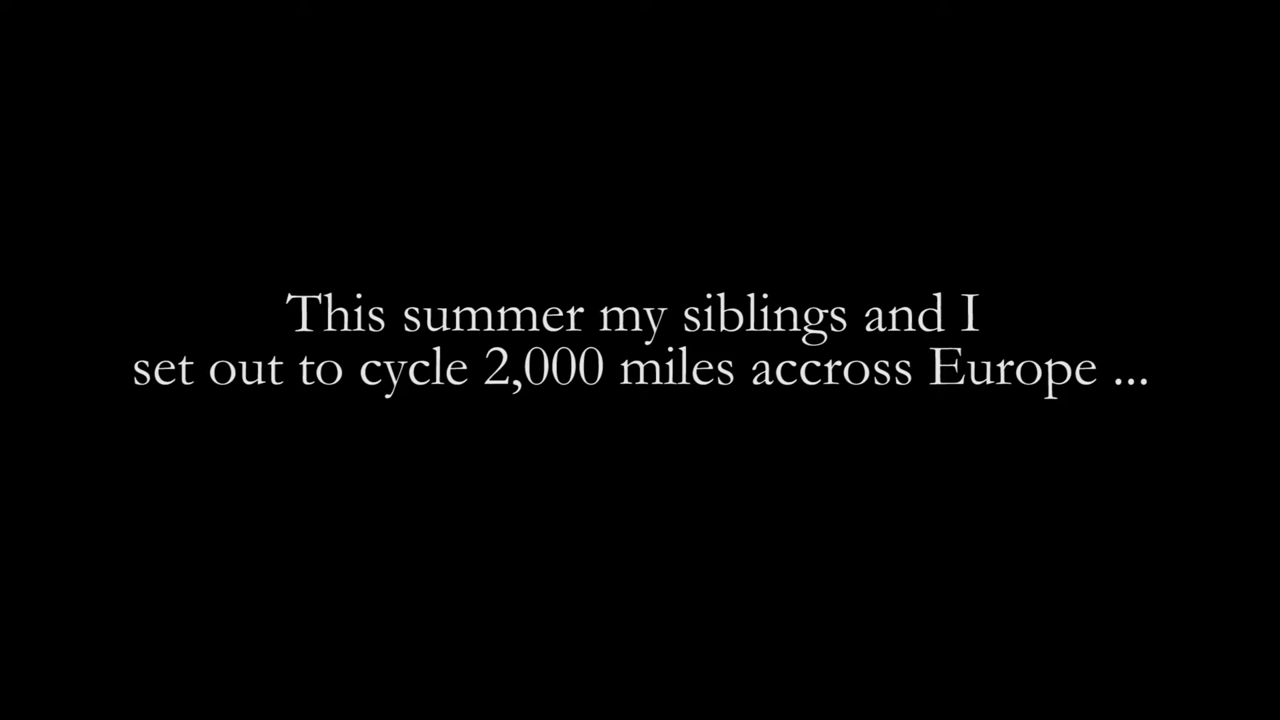 This summer my siblings and I
set out to cycle 2,000 miles accross Europe ...